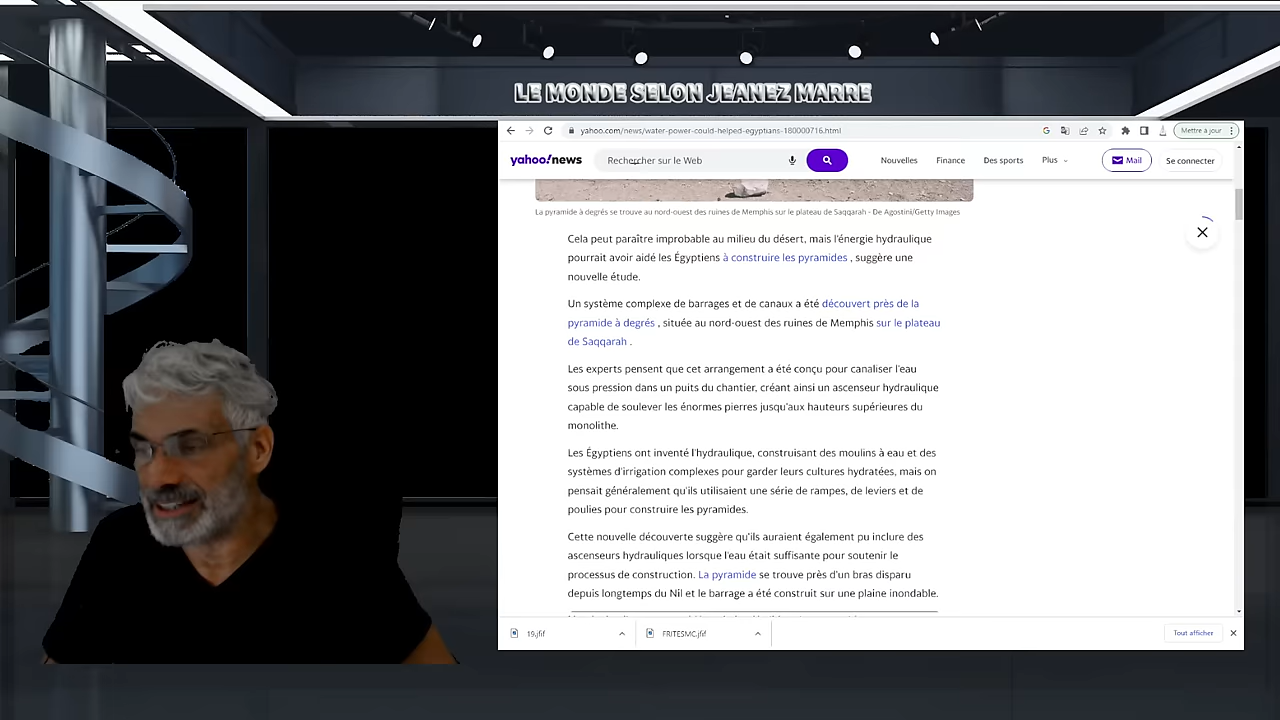 LE MONDE SELON JEANEZ MARRE
yahoo.com/news/water-power-could-helped-egyptians-180000716.html
Mettre à jour
yahoo!news
Rechercher sur le Web
Nouvelles
Finance
Des sports
Plus
Mail
Se connecter
La pyramide à degrés se trouve au nord-ouest des ruines de Memphis sur le plateau de Saqqarah - De Agostini/Getty Images
Cela peut paraître improbable au milieu du désert, mais l'énergie hydraulique
pourrait avoir aidé les Égyptiens à construire les pyramides , suggère une
nouvelle étude.
Un système complexe de barrages et de canaux a été découvert près de la
pyramide à degrés , située au nord-ouest des ruines de Memphis sur le plateau
de Saqqarah .
Les experts pensent que cet arrangement a été conçu pour canaliser l'eau
sous pression dans un puits du chantier, créant ainsi un ascenseur hydraulique
capable de soulever les énormes pierres jusqu'aux hauteurs supérieures du
monolithe.
Les Égyptiens ont inventé l'hydraulique, construisant des moulins à eau et des
systèmes d'irrigation complexes pour garder leurs cultures hydratées, mais on
pensait généralement qu'ils utilisaient une série de rampes, de leviers et de
poulies pour construire les pyramides.
Cette nouvelle découverte suggère qu'ils auraient également pu inclure des
ascenseurs hydrauliques lorsque l'eau était suffisante pour soutenir le
processus de construction. La pyramide se trouve près d'un bras disparu
depuis longtemps du Nil et le barrage a été construit sur une plaine inondable.
19.jfif
FRITESMC.jfif
Tout afficher